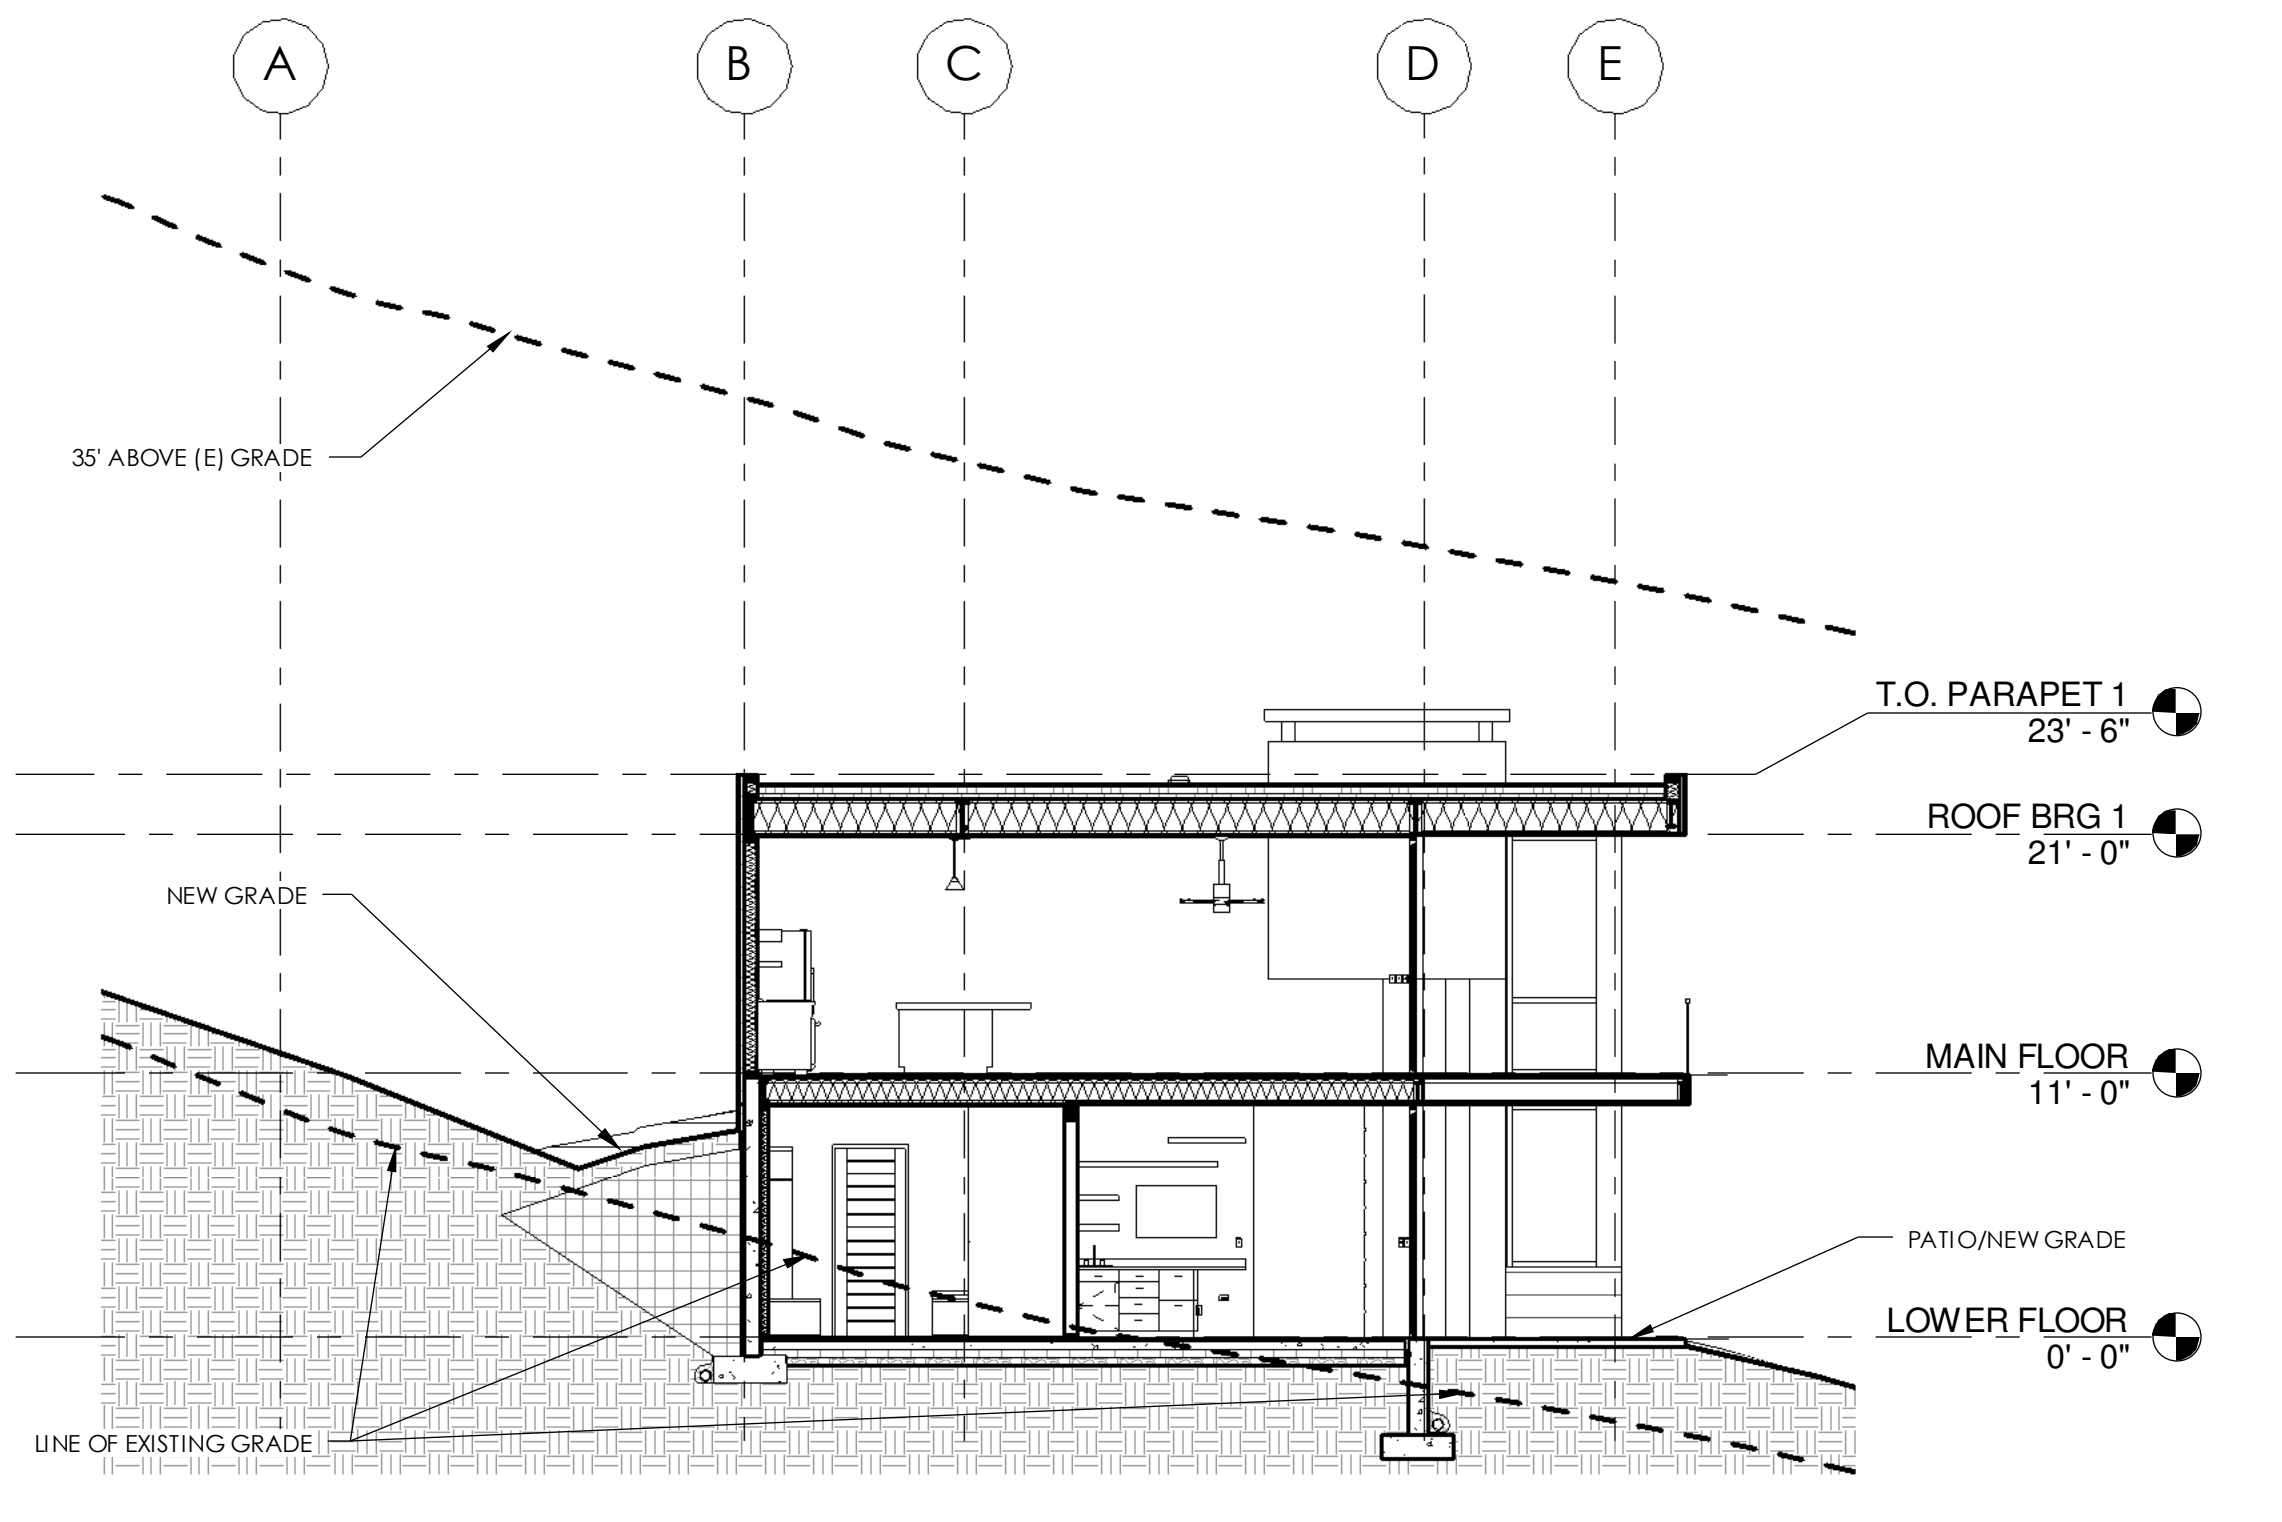 A
B
C
D
E
35' ABOVE (E) GRADE
T.O. PARAPET 1
23' - 6"
ROOF BRG 1
21' - 0"
NEW GRADE
MAIN FLOOR
11' - 0"
PATIO/NEW GRADE
LOWER FLOOR
0' - 0"
LINE OF EXISTING GRADE